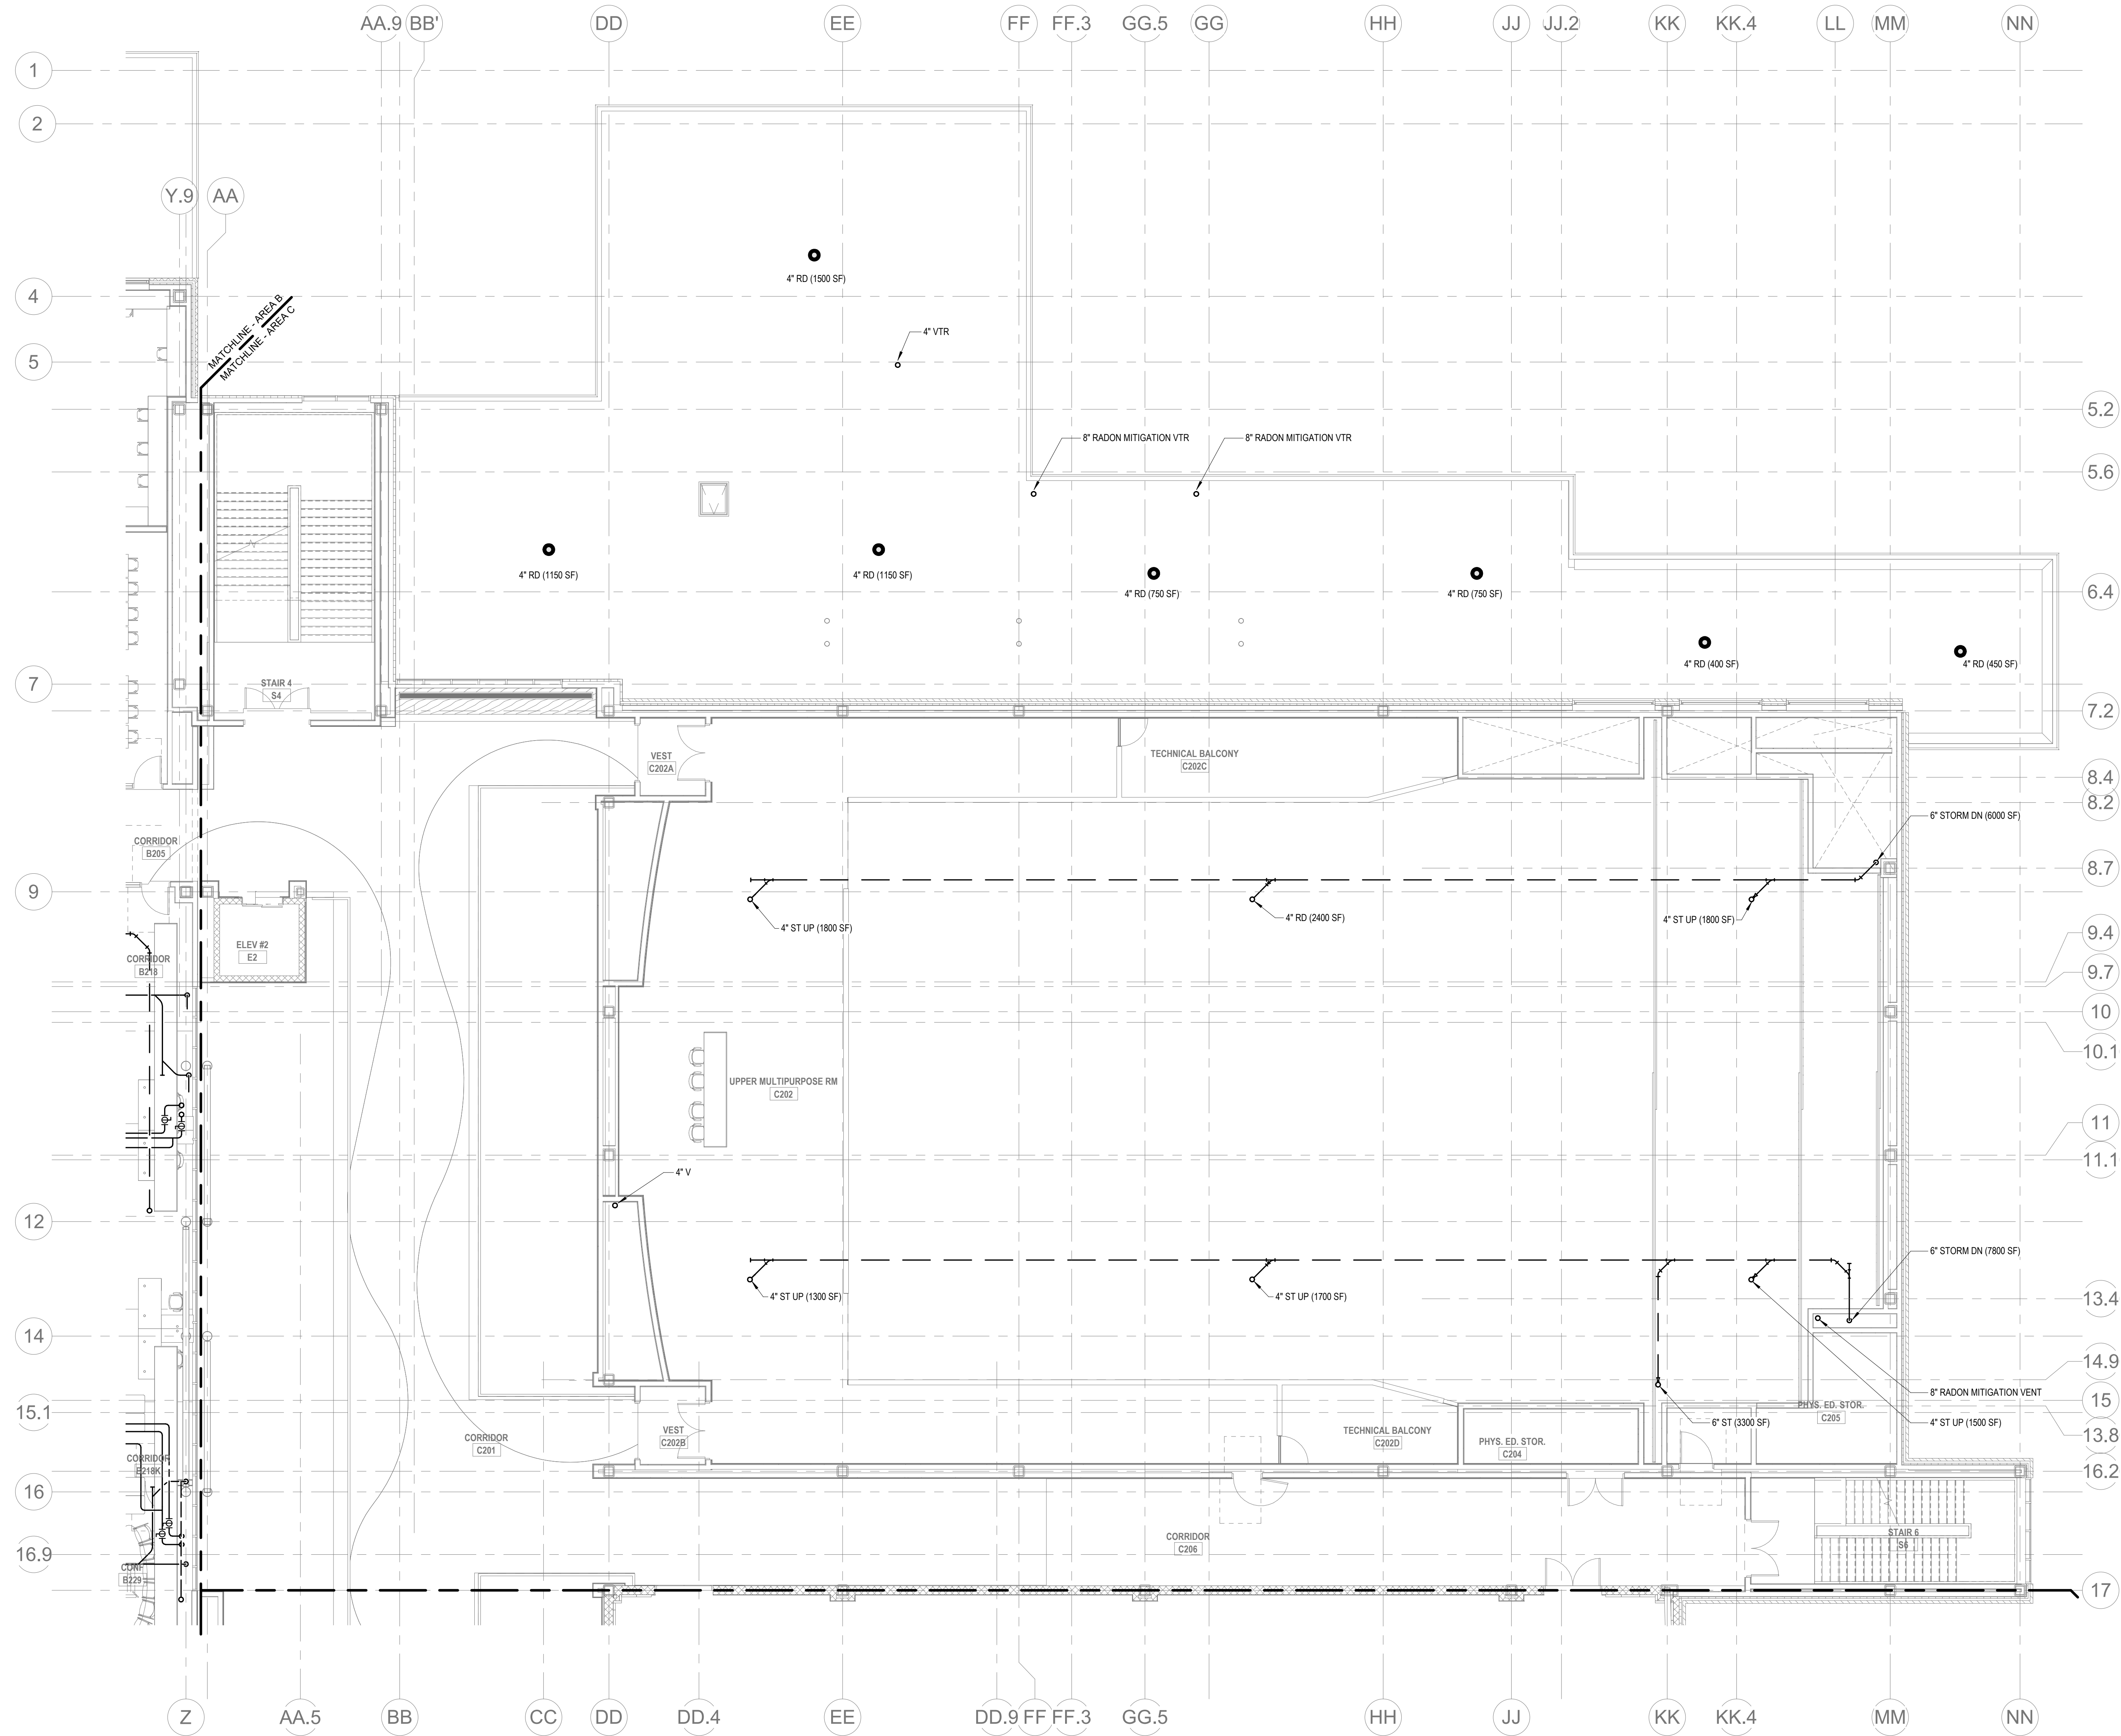 AA.9
BB'
DD
EE
FF
FF.3
GG.5
GG
HH
JJ
JJ.2
KK
KK.4
LL
MM
NN
1
2
Y.9
AA
4" RD (1500 SF)
4
MATCHLINE - AREA B
MATCHLINE - AREA C
4" VTR
5
5.2
8" RADON MITIGATION VTR
8" RADON MITIGATION VTR
5.6
4" RD (1150 SF)
4" RD (1150 SF)
4" RD (750 SF)
4" RD (750 SF)
6.4
4" RD (400 SF)
4" RD (450 SF)
7
STAIR 4
S4
7.2
VEST
C202A
TECHNICAL BALCONY
C202C
8.4
8.2
6" STORM DN (6000 SF)
CORRIDOR
B205
8.7
9
4" ST UP (1800 SF)
4" RD (2400 SF)
4" ST UP (1800 SF)
9.4
ELEV #2
E2
CORRIDOR
B218
9.7
10
10.1
UPPER MULTIPURPOSE RM
C202
11
11.1
4" V
12
6" STORM DN (7800 SF)
4" ST UP (1300 SF)
4" ST UP (1700 SF)
13.4
14
14.9
8" RADON MITIGATION VENT
15
15.1
PHYS. ED. STOR.
C205
6" ST (3300 SF)
4" ST UP (1500 SF)
VEST
C202B
CORRIDOR
C201
TECHNICAL BALCONY
C202D
PHYS. ED. STOR.
C204
13.8
CORRIDOR
B218K
16.2
16
CORRIDOR
C206
STAIR 6
S6
16.9
CONF
B229
17
Z
AA.5
BB
CC
DD
DD.4
EE
DD.9
FF
FF.3
GG.5
HH
JJ
KK
KK.4
MM
NN